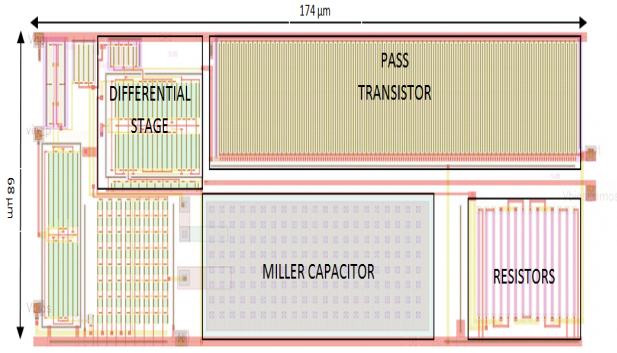 174 µm
PASS
TRANSISTOR
DIFFERENTIAL
STAGE
68 µm
MILLER CAPACITOR
RESISTORS